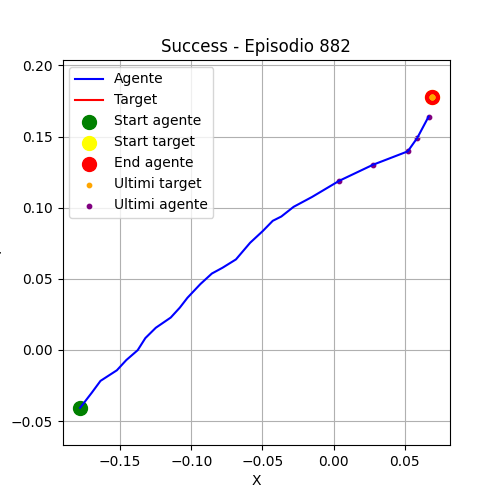 Success - Episodio 882
0.20
0.15
0.10
0.05
0.00
−0.05
Agente
Target
Start agente
Start target
End agente
Ultimi target
Ultimi agente
−0.15 −0.10 −0.05 0.00 0.05
X